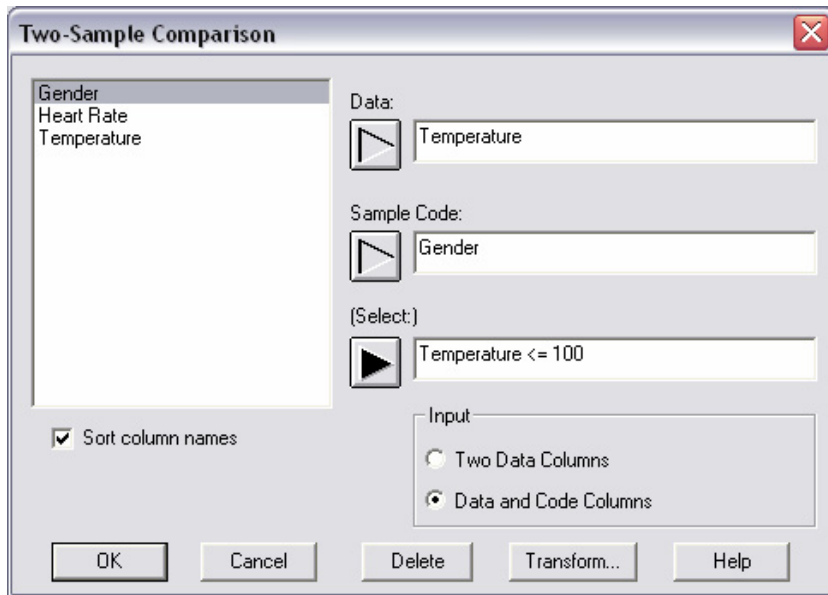 Two-Sample Comparison
Gender
Heart Rate
Temperature
Data:
Temperature
Sample Code:
Gender
(Select:)
Temperature <= 100
Sort column names
Input
Two Data Columns
Data and Code Columns
OK
Cancel
Delete
Transform...
Help